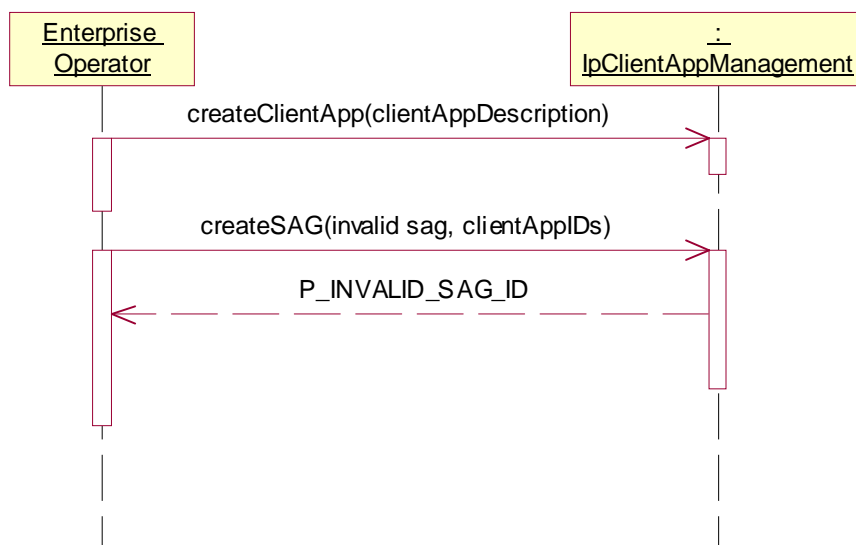 Enterprise
Operator
:
IpClientAppManagement
createClientApp(clientAppDescription)
createSAG(invalid sag, clientAppIDs)
P_INVALID_SAG_ID